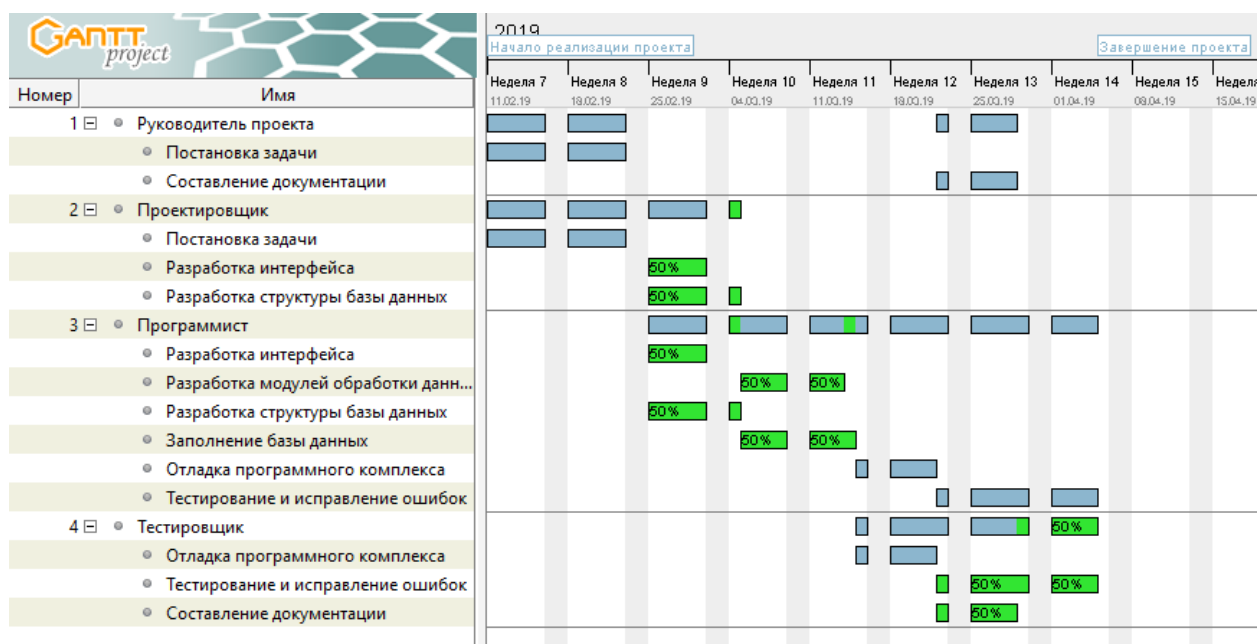 GANTT
project
2019
Начало реализации проекта
Завершение проекта
Неделя 7 Неделя 8 Неделя 9 Неделя 10 Неделя 11 Неделя 12 Неделя 13 Неделя 14 Неделя 15 Неделя
11.02.19 18.02.19 25.02.19 04.03.19 11.03.19 18.03.19 25.03.19 01.04.19 08.04.19 15.04.19
Номер Имя
1 Руководитель проекта
Постановка задачи
Составление документации
2 Проектировщик
Постановка задачи
Разработка интерфейса 50%
Разработка структуры базы данных 50%
3 Программист
Разработка интерфейса 50%
Разработка модулей обработки данн... 50% 50%
Разработка структуры базы данных 50%
Заполнение базы данных 50% 50%
Отладка программного комплекса
Тестирование и исправление ошибок
4 Тестировщик 50%
Отладка программного комплекса
Тестирование и исправление ошибок 50% 50%
Составление документации 50%